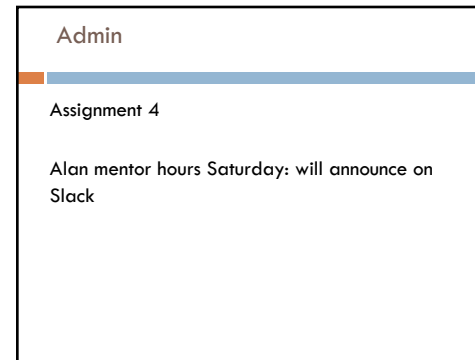 Admin
Assignment 4
Alan mentor hours Saturday: will announce on
Slack